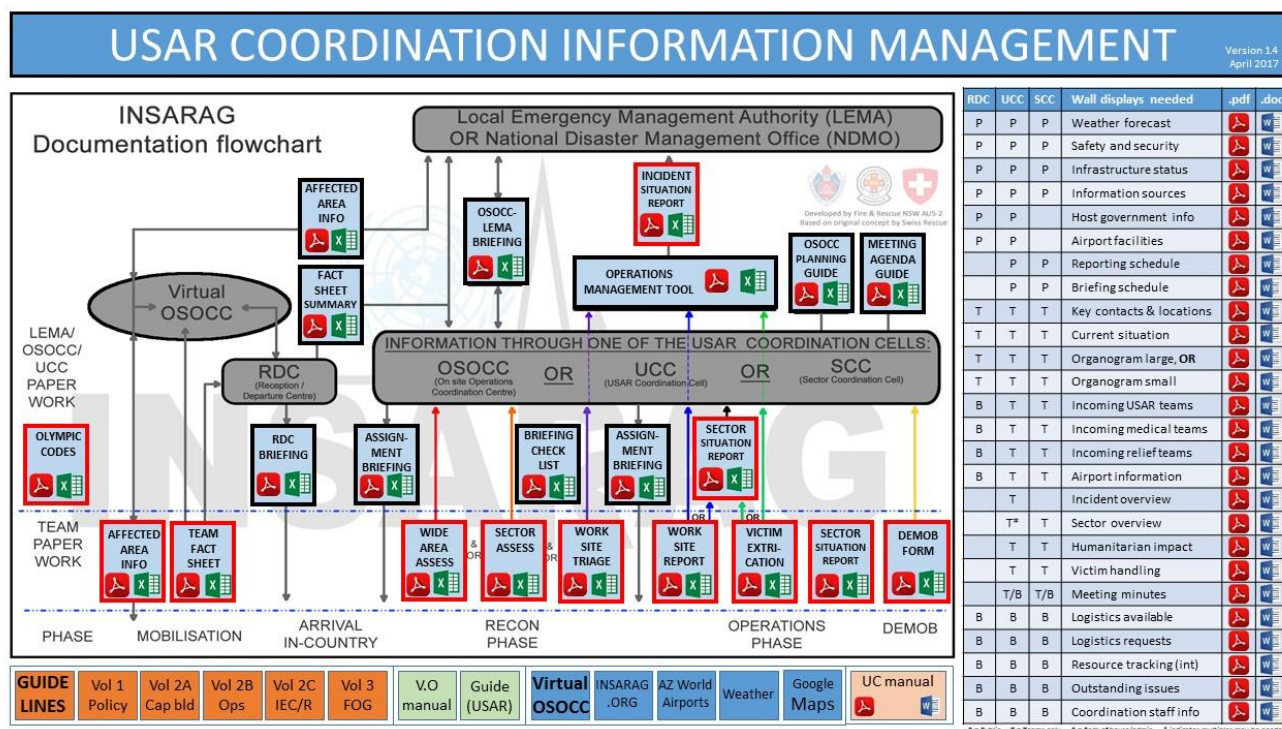 USAR COORDINATION INFORMATION MANAGEMENT
Version 1.4
April 2017
INSARAG
Documentation flowchart
Local Emergency Management Authority (LEMA)
OR National Disaster Management Office (NDMO)
AFFECTED
AREA
INFO
OSOCC-
LEMA
BRIEFING
INCIDENT
SITUATION
REPORT
Developed by Fire & Rescue NSW AUS-2
Based on original concept by Swiss Rescue
FACT
SHEET
SUMMARY
OPERATIONS
MANAGEMENT TOOL
OSOCC
PLANNING
GUIDE
MEETING
AGENDA
GUIDE
Virtual
OSOCC
LEMA/
OSOCC/
UCC
PAPER
WORK
RDC
(Reception /
Departure Centre)
INFORMATION THROUGH ONE OF THE USAR COORDINATION CELLS:
OSOCC
(On site Operations
Coordination Centre)
OR
UCC
(USAR Coordination Cell)
OR
SCC
(Sector Coordination Cell)
INSARAG
OLYMPIC
CODES
RDC
BRIEFING
ASSIGN-
MENT
BRIEFING
BRIEFING
CHECK
LIST
ASSIGN-
MENT
BRIEFING
SECTOR
SITUATION
REPORT
OR
OR
TEAM
PAPER
WORK
AFFECTED
AREA
INFO
TEAM
FACT
SHEET
WIDE
AREA
ASSESS
&
OR
SECTOR
ASSESS
&
OR
WORK
SITE
TRIAGE
WORK
SITE
REPORT
VICTIM
EXTRI-
CATION
SECTOR
SITUATION
REPORT
DEMOB
FORM
PHASE
MOBILISATION
ARRIVAL
IN-COUNTRY
RECON
PHASE
OPERATIONS
PHASE
DEMOB
GUIDE
LINES
Vol 1
Policy
Vol 2A
Cap bld
Vol 2B
Ops
Vol 2C
IEC/R
Vol 3
FOG
V.O
manual
Guide
(USAR)
Virtual
OSOCC
INSARAG
.ORG
AZ World
Airports
Weather
Google
Maps
UC manual
RDC UCC SCC Wall displays needed .pdf .doc
P P P Weather forecast
P P P Safety and security
P P P Infrastructure status
P P P Information sources
P P Host government info
P P Airport facilities
P P Reporting schedule
P P Briefing schedule
T T T Key contacts & locations
T T T Current situation
T T T Organogram large, OR
T T T Organogram small
B T T Incoming USAR teams
B T T Incoming medical teams
B T T Incoming relief teams
B T T Airport information
T Incident overview
T* T Sector overview
T T Humanitarian impact
T T Victim handling
T/B T/B Meeting minutes
B B B Logistics available
B B B Logistics requests
B B B Resource tracking (int)
B B B Outstanding issues
B B B Coordination staff info